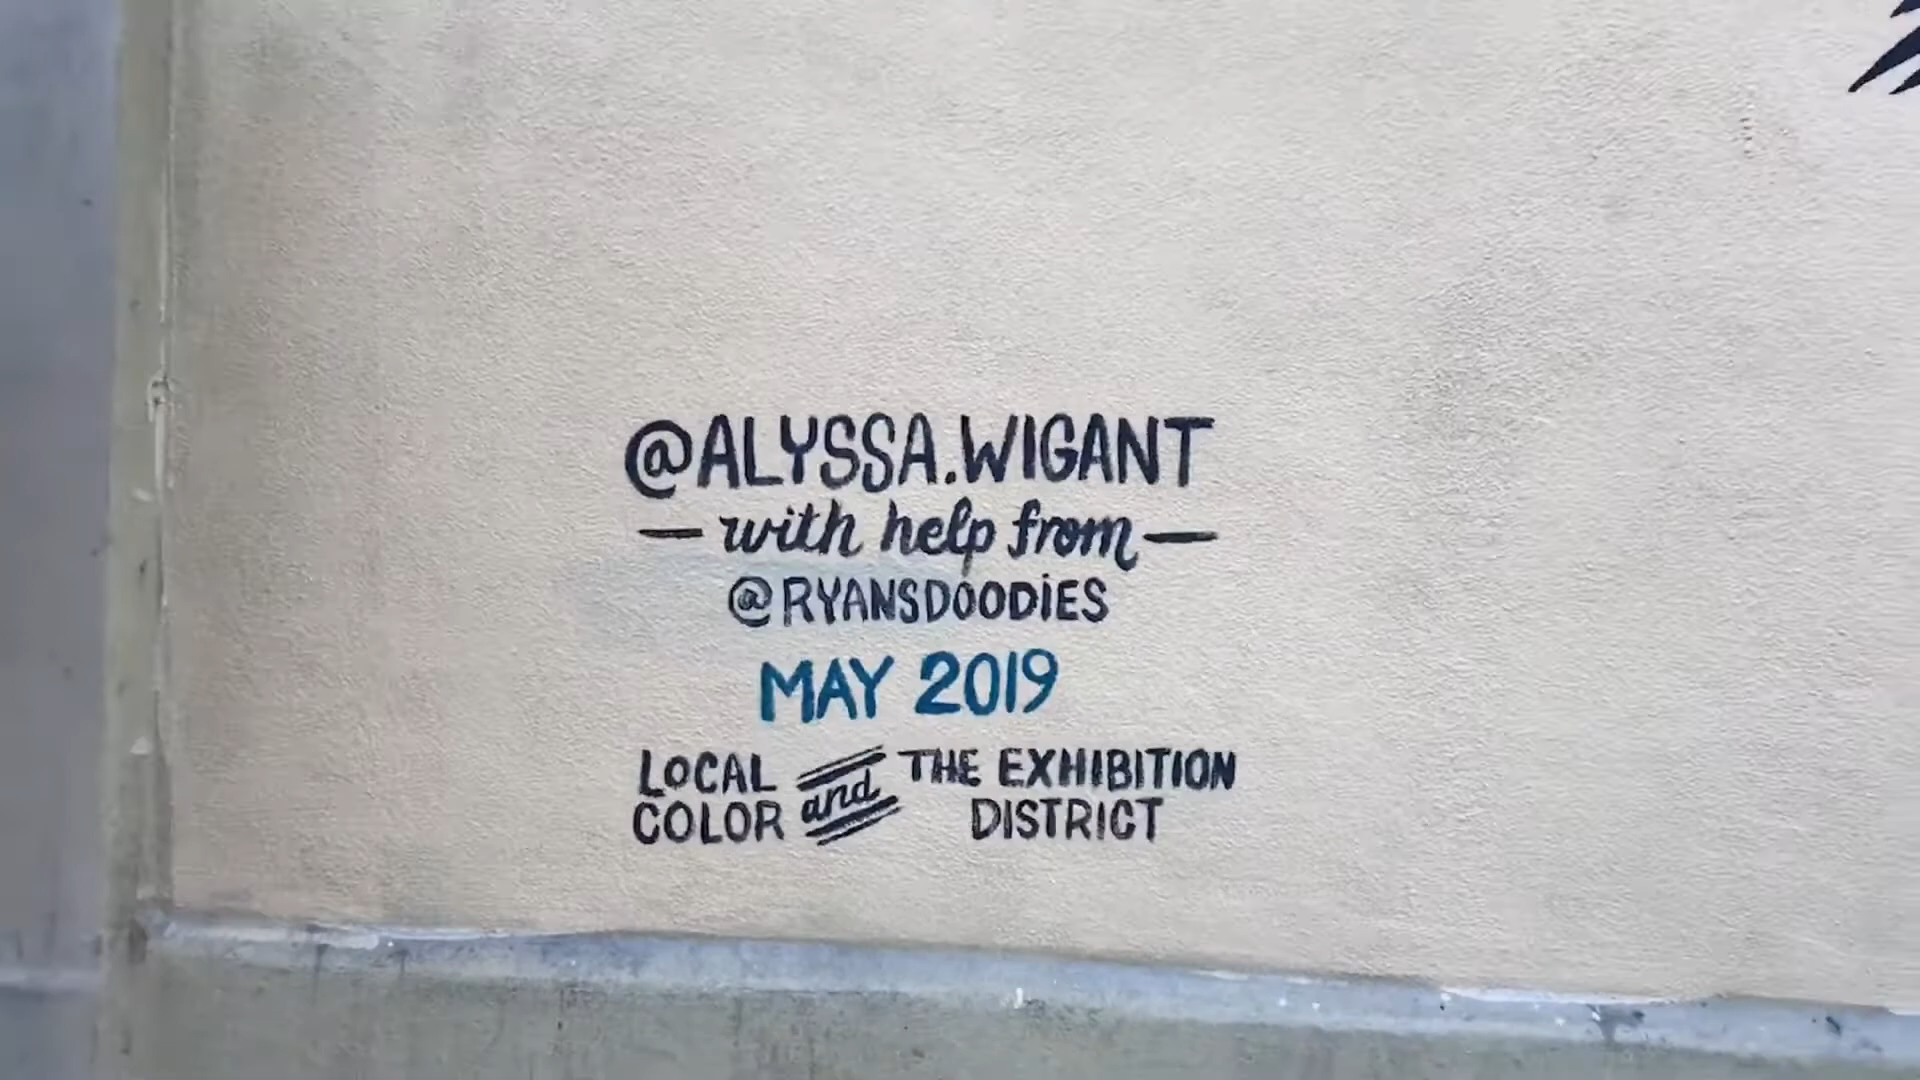 @ALYSSA.WIGANT
— with help from —
@RYANSDOODiES
MAY 2019
LOCAL COLOR and THE EXHIBITION DISTRICT